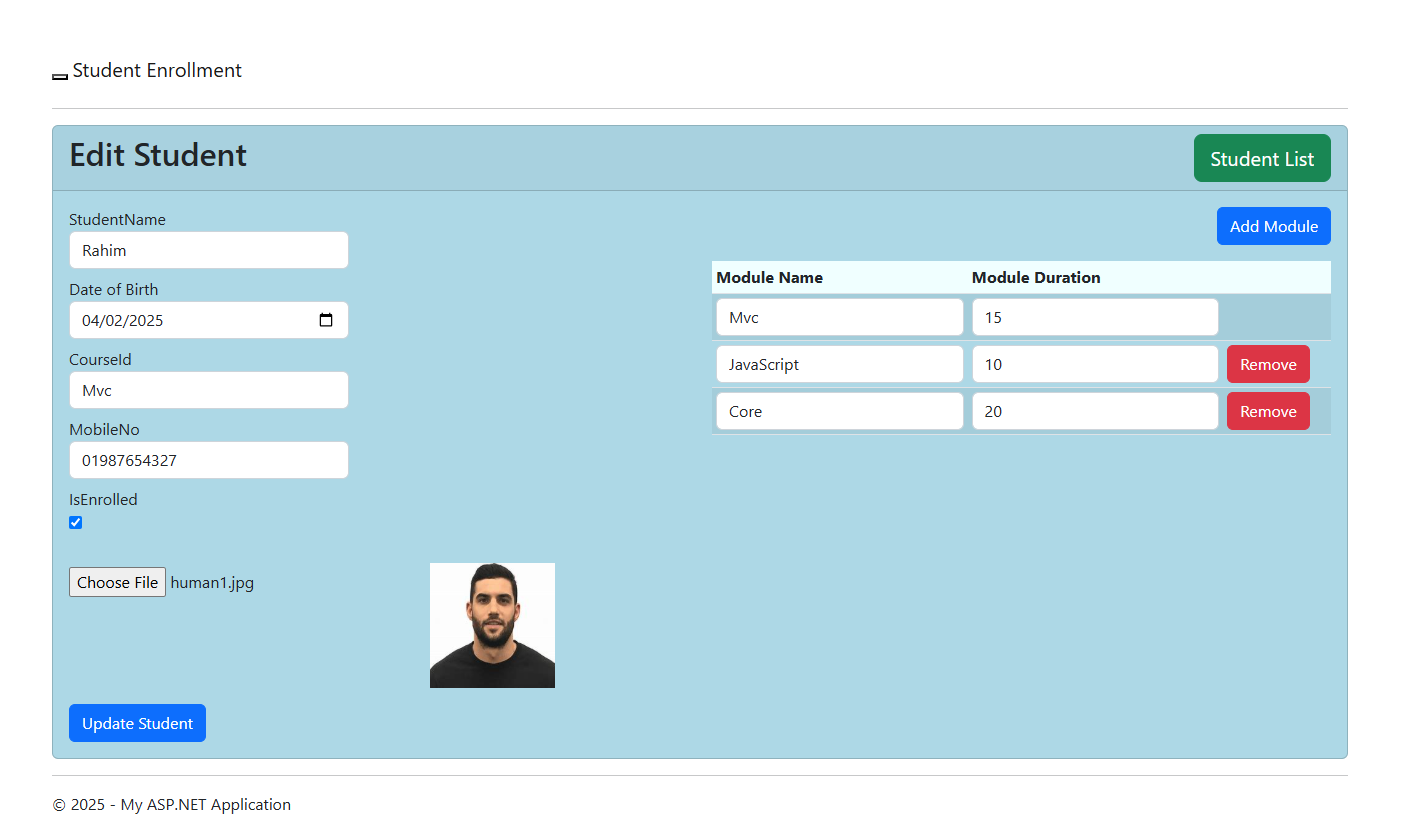 Student Enrollment
Edit Student
Student List
StudentName
Rahim
Date of Birth
04/02/2025
CourseId
Mvc
MobileNo
01987654327
IsEnrolled
Choose File human1.jpg
Update Student
Add Module
Module Name Module Duration
Mvc 15
JavaScript 10 Remove
Core 20 Remove
© 2025 - My ASP.NET Application